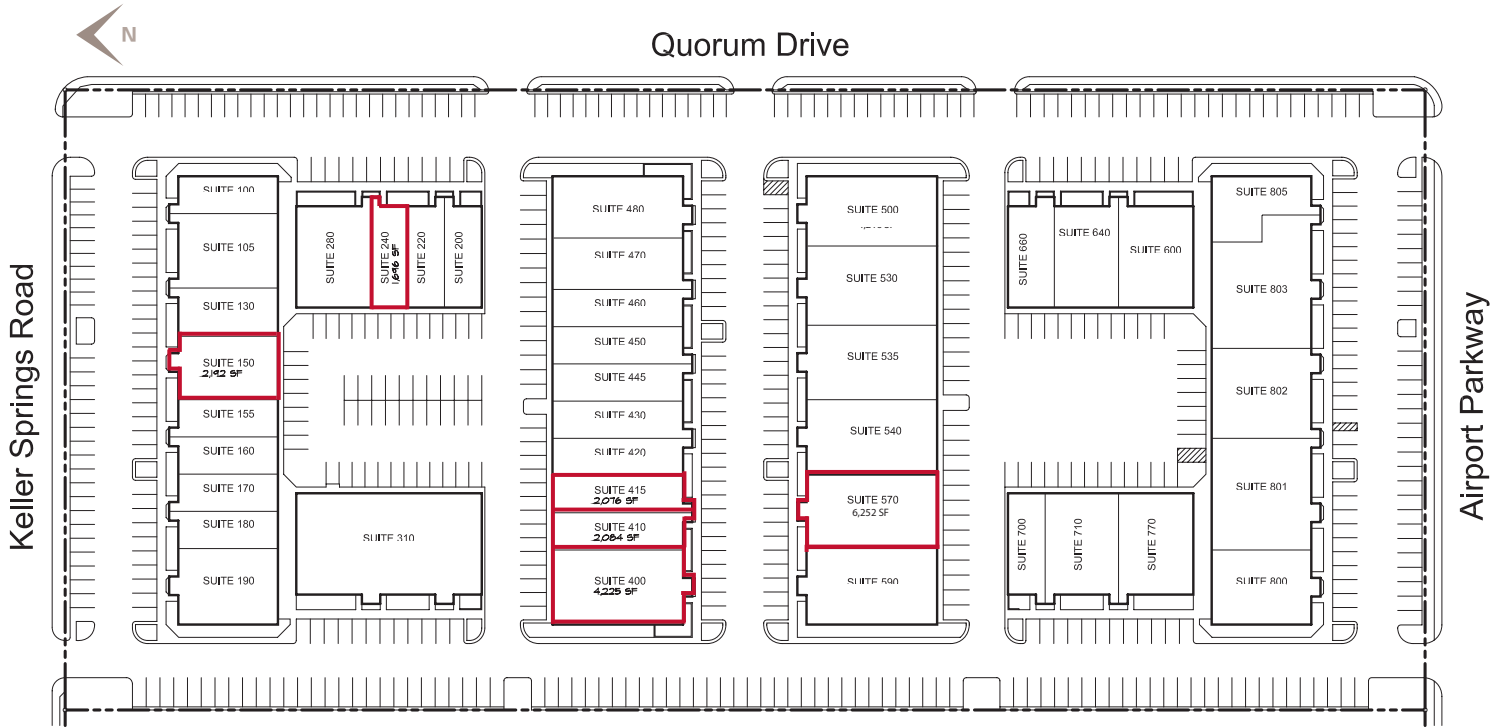 N
Quorum Drive
Keller Springs Road
Airport Parkway
SUITE 100
SUITE 105
SUITE 130
SUITE 150
2,192 SF
SUITE 155
SUITE 160
SUITE 170
SUITE 180
SUITE 190
SUITE 280
SUITE 240
1,696 SF
SUITE 220
SUITE 200
SUITE 310
SUITE 480
SUITE 470
SUITE 460
SUITE 450
SUITE 445
SUITE 430
SUITE 420
SUITE 415
2,076 SF
SUITE 410
2,084 SF
SUITE 400
4,225 SF
SUITE 500
SUITE 530
SUITE 535
SUITE 540
SUITE 570
6,252 SF
SUITE 590
SUITE 660
SUITE 640
SUITE 600
SUITE 700
SUITE 710
SUITE 770
SUITE 805
SUITE 803
SUITE 802
SUITE 801
SUITE 800